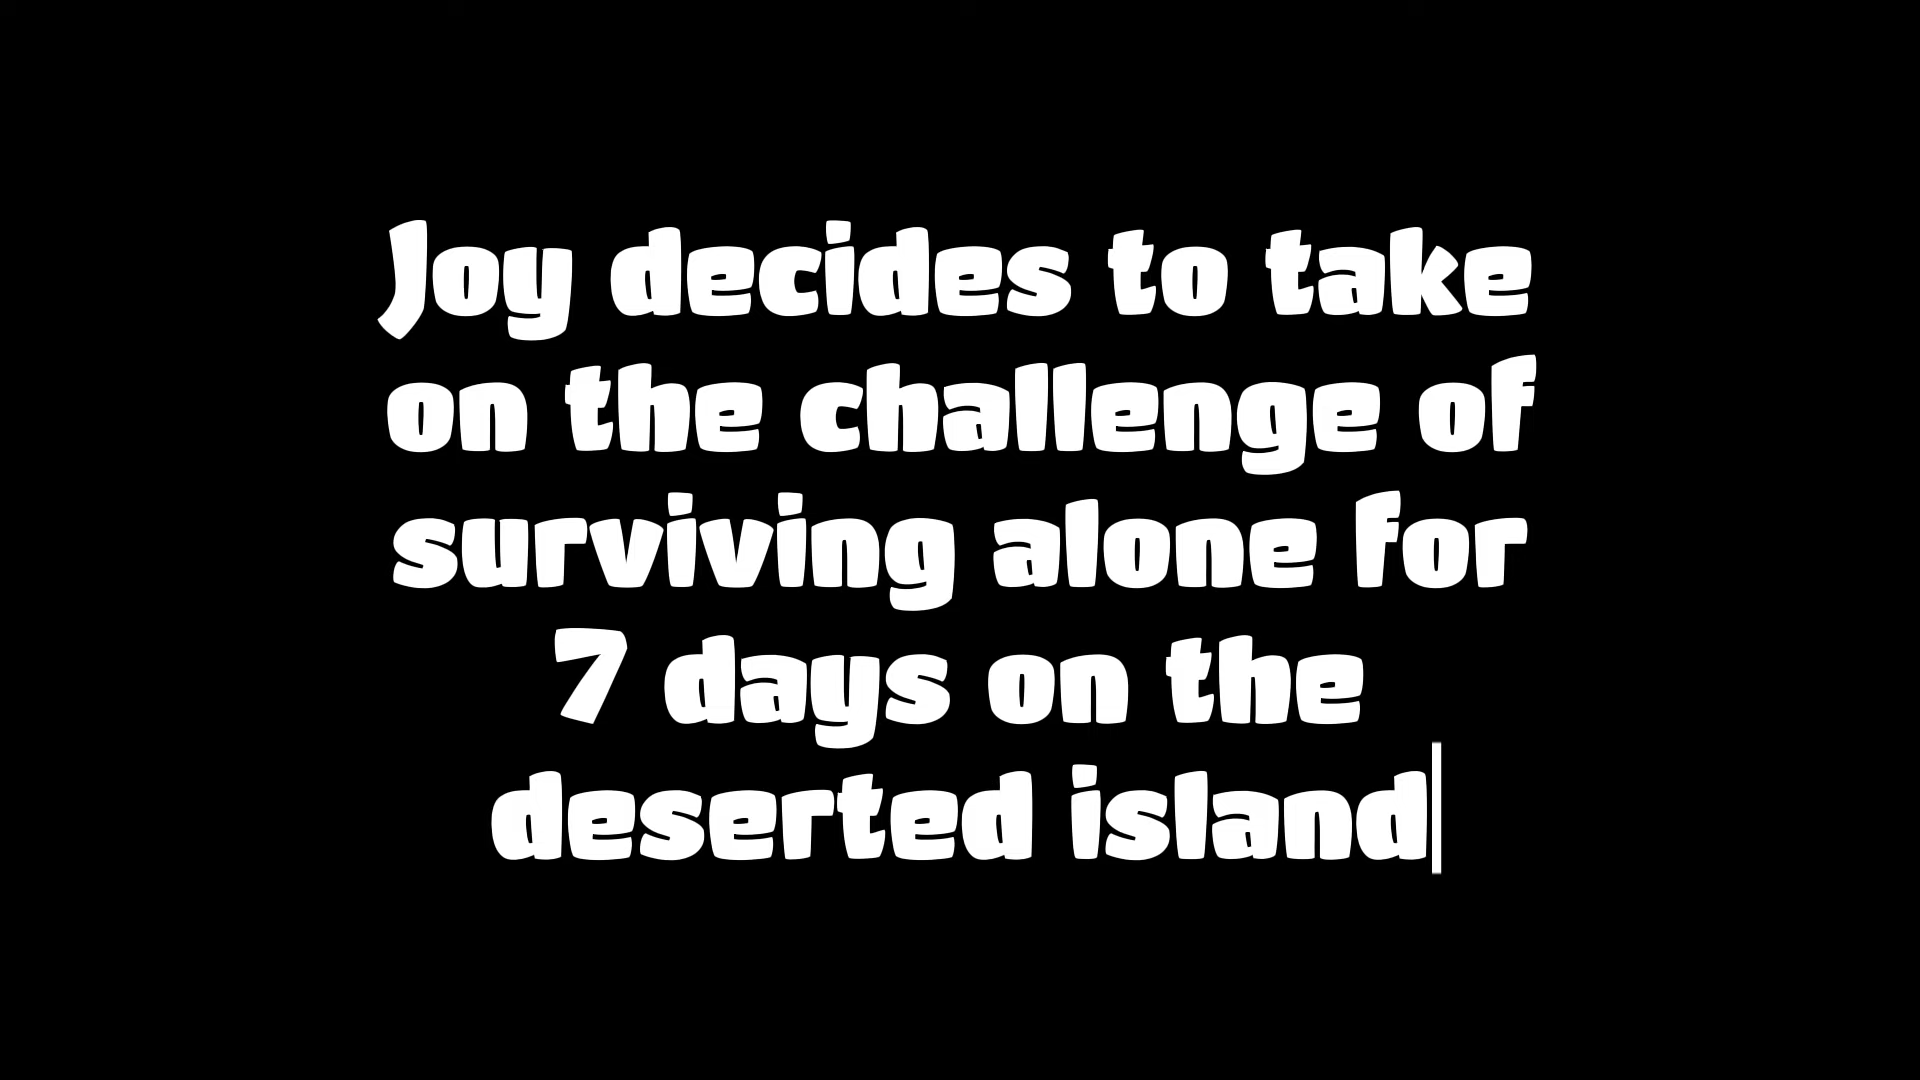 Joy decides to take
on the challenge of
surviving alone for
7 days on the
deserted island